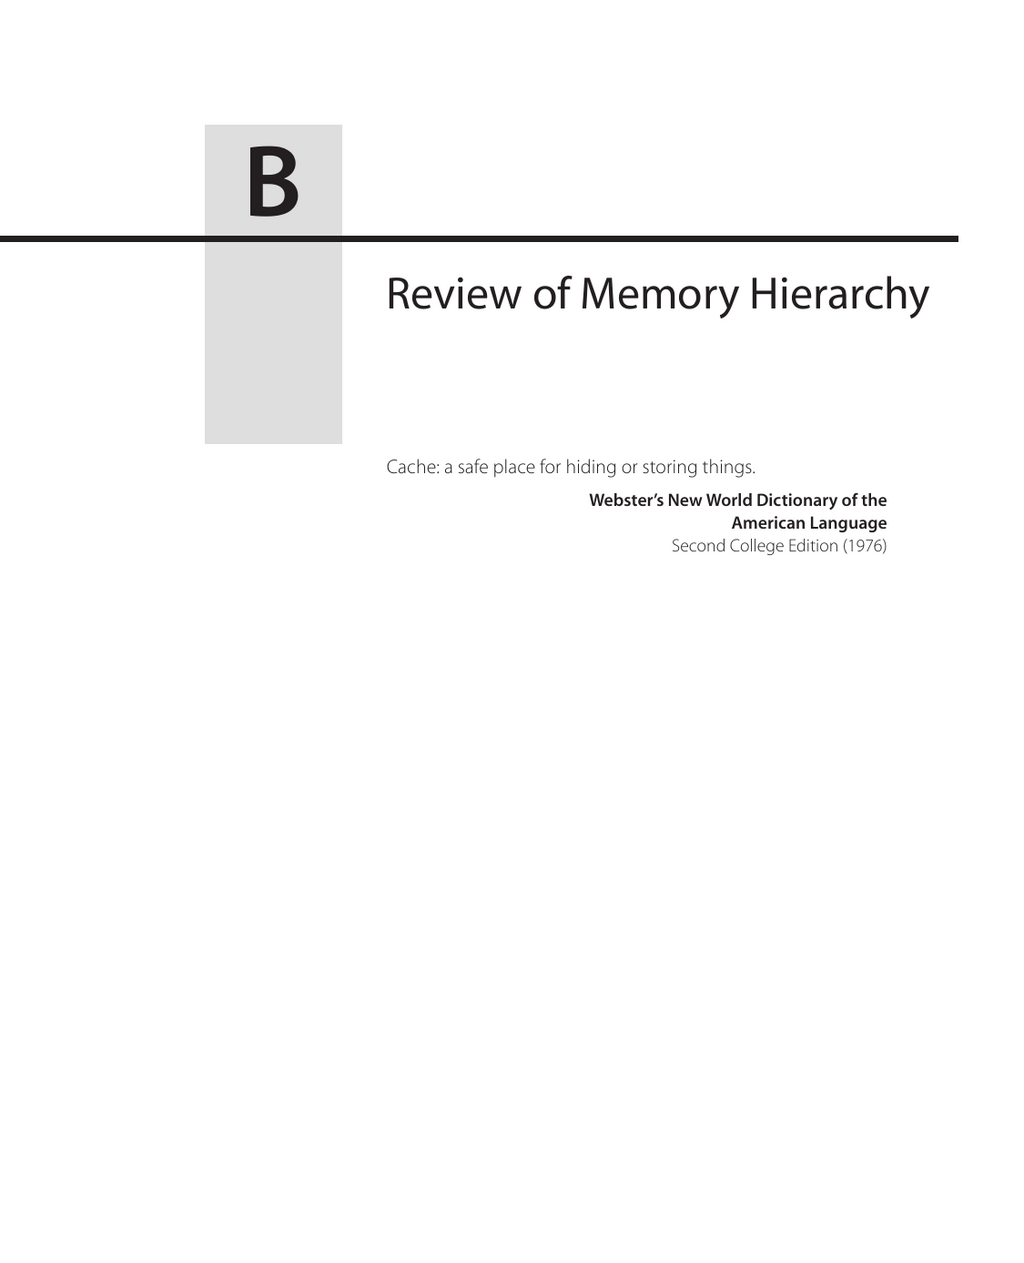 B
Review of Memory Hierarchy
Cache: a safe place for hiding or storing things.
Webster’s New World Dictionary of the
American Language
Second College Edition (1976)